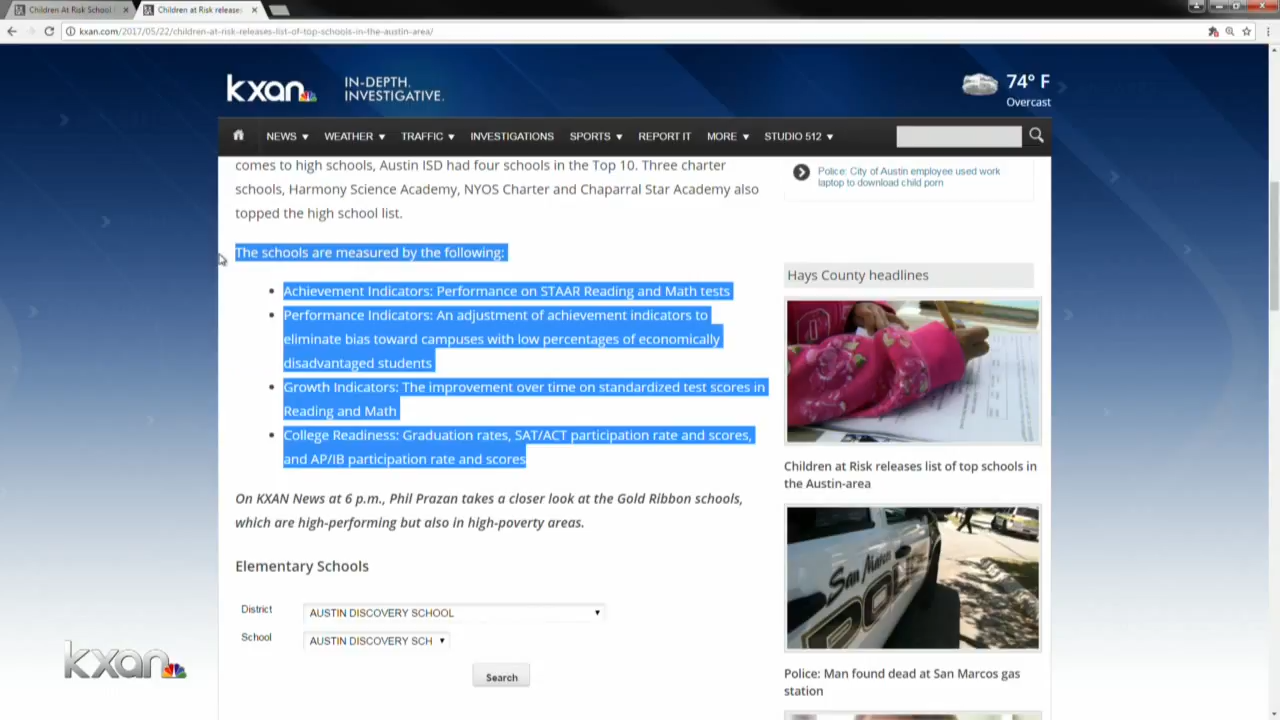 Children At Risk School
Children at Risk release
kxan.com/2017/05/22/children-at-risk-releases-list-of-top-schools-in-the-austin-area/
kxan
IN-DEPTH.
INVESTIGATIVE.
74° F
Overcast
NEWS WEATHER TRAFFIC INVESTIGATIONS SPORTS REPORT IT MORE STUDIO 512
comes to high schools, Austin ISD had four schools in the Top 10. Three charter
schools, Harmony Science Academy, NYOS Charter and Chaparral Star Academy also
topped the high school list.
The schools are measured by the following:
• Achievement Indicators: Performance on STAAR Reading and Math tests
• Performance Indicators: An adjustment of achievement indicators to
eliminate bias toward campuses with low percentages of economically
disadvantaged students
• Growth Indicators: The improvement over time on standardized test scores in
Reading and Math
• College Readiness: Graduation rates, SAT/ACT participation rate and scores,
and AP/IB participation rate and scores
On KXAN News at 6 p.m., Phil Prazan takes a closer look at the Gold Ribbon schools,
which are high-performing but also in high-poverty areas.
Elementary Schools
District
AUSTIN DISCOVERY SCHOOL
School
AUSTIN DISCOVERY SCH
Search
Police: City of Austin employee used work
laptop to download child porn
Hays County headlines
Children at Risk releases list of top schools in
the Austin-area
San Marcos
PO
Police: Man found dead at San Marcos gas
station
kxan